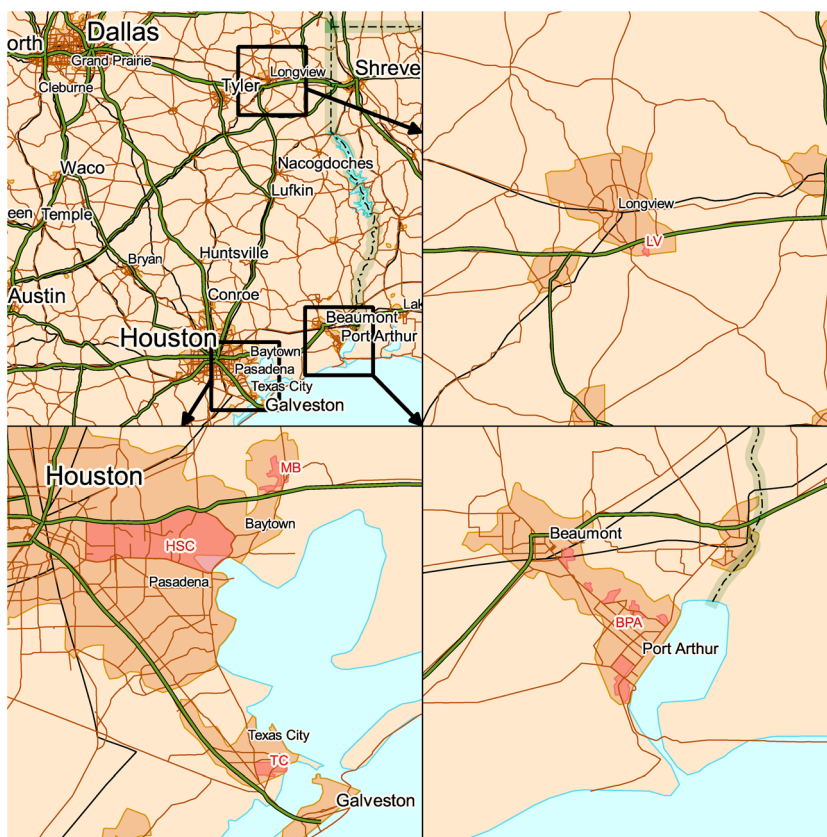 Dallas
orth
Grand Prairie
Cleburne
Longview
Shreve
Tyler
Waco
Nacogdoches
Lufkin
een
Temple
Bryan
Huntsville
Austin
Conroe
Lak
Beaumont
Houston
Port Arthur
Baytown
Pasadena
Texas City
Galveston
Longview
LV
Houston
MB
Baytown
HSC
Pasadena
Texas City
TC
Galveston
Beaumont
BPA
Port Arthur